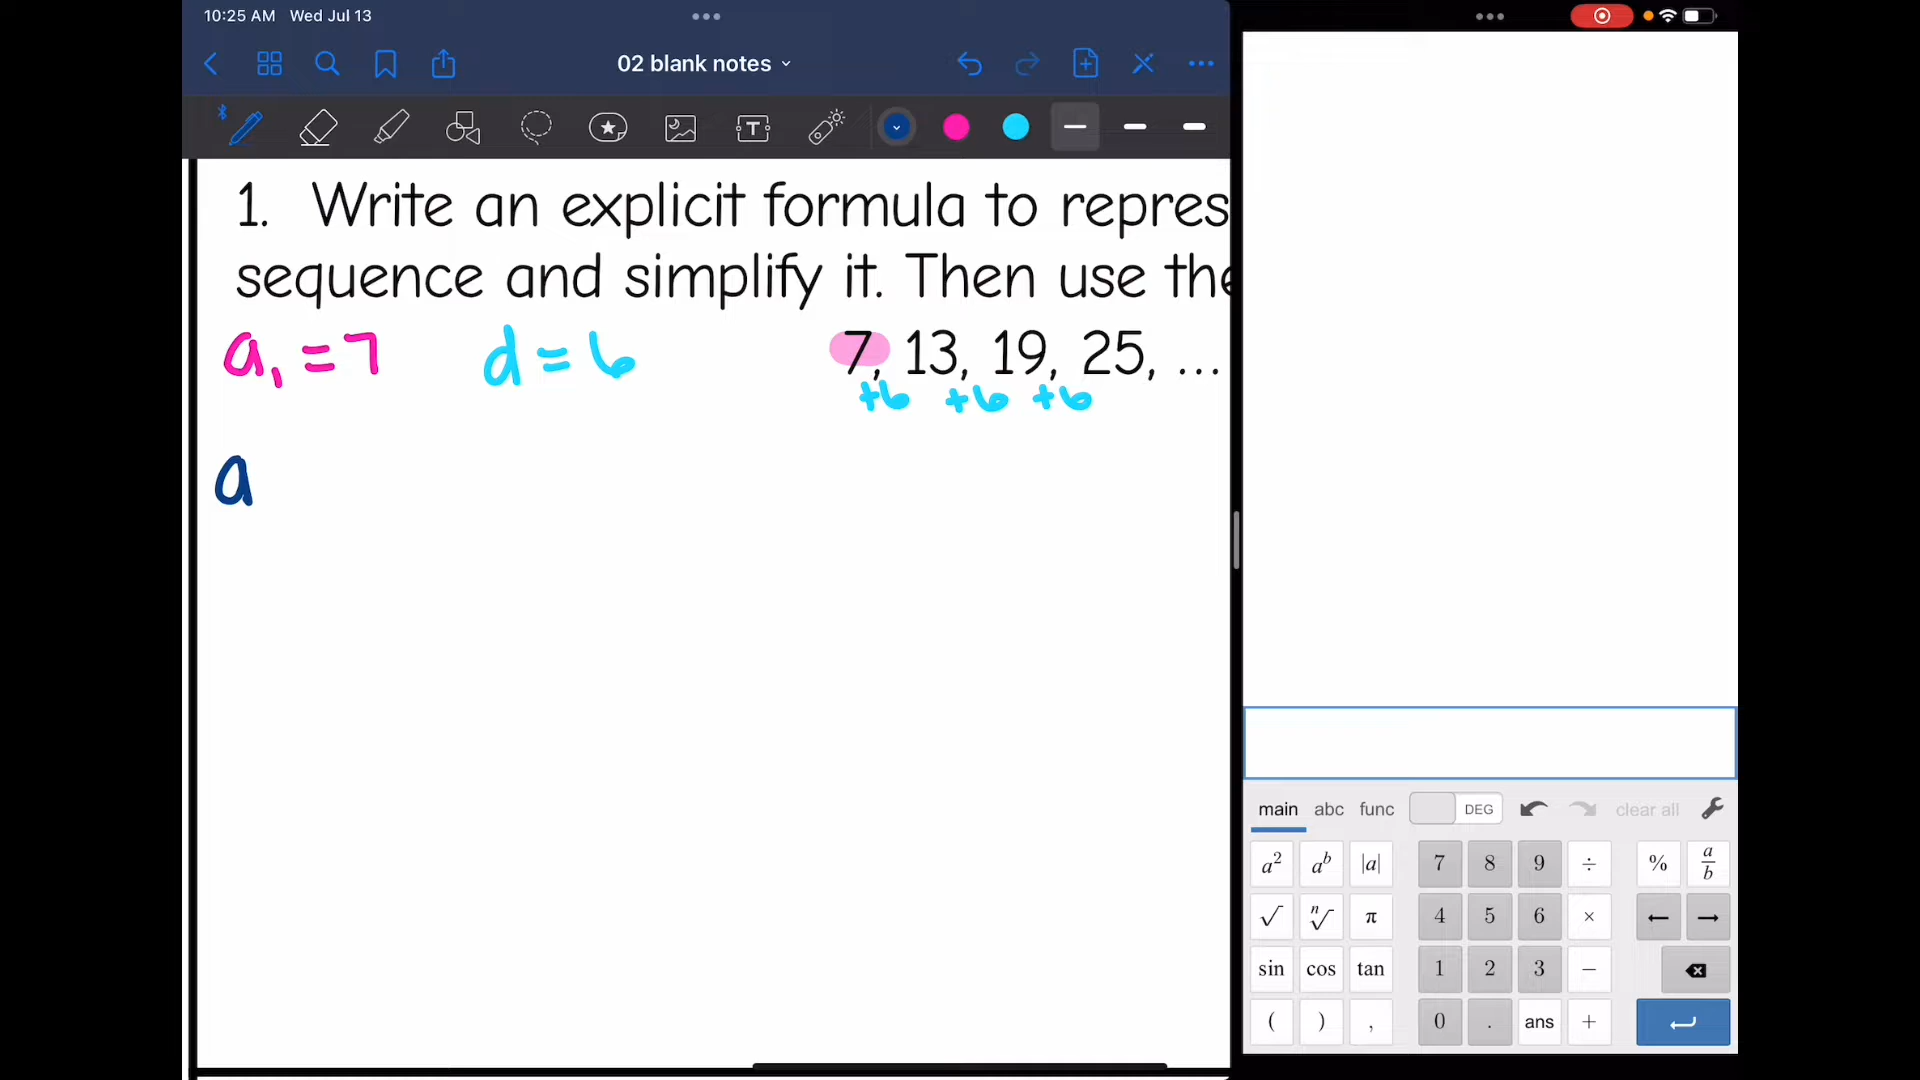 10:25 AM Wed Jul 13
02 blank notes
T
1. Write an explicit formula to repres
sequence and simplify it. Then use the
a₁ = 7 d = 6 7, 13, 19, 25, ...
+6 +6 +6
a
main abc func DEG clear all
a² aᵇ |a| 7 8 9 ÷ % a/b
√ ⁿ√ π 4 5 6 × ← →
sin cos tan 1 2 3 −
( ) , 0 . ans +